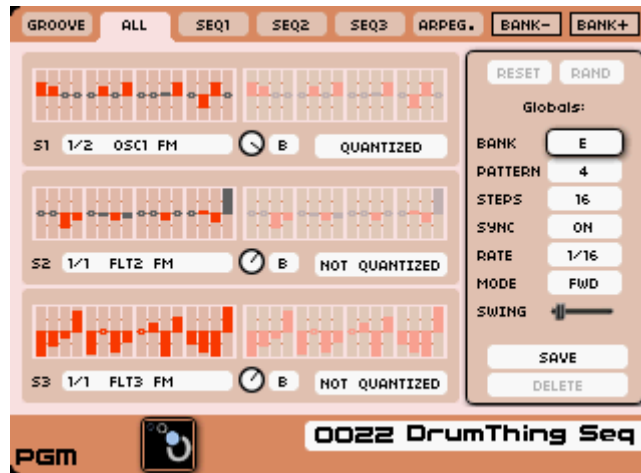 GROOVE ALL SEQ1 SEQ2 SEQ3 ARPEG. BANK- BANK+
RESET RAND
Globals:
S1 1/2 OSC1 FM B QUANTIZED
BANK E
PATTERN 4
STEPS 16
SYNC ON
RATE 1/16
MODE FWD
SWING
S2 1/1 FLT2 FM B NOT QUANTIZED
S3 1/1 FLT3 FM B NOT QUANTIZED
SAVE
DELETE
PGM 0022 DrumThing Seq